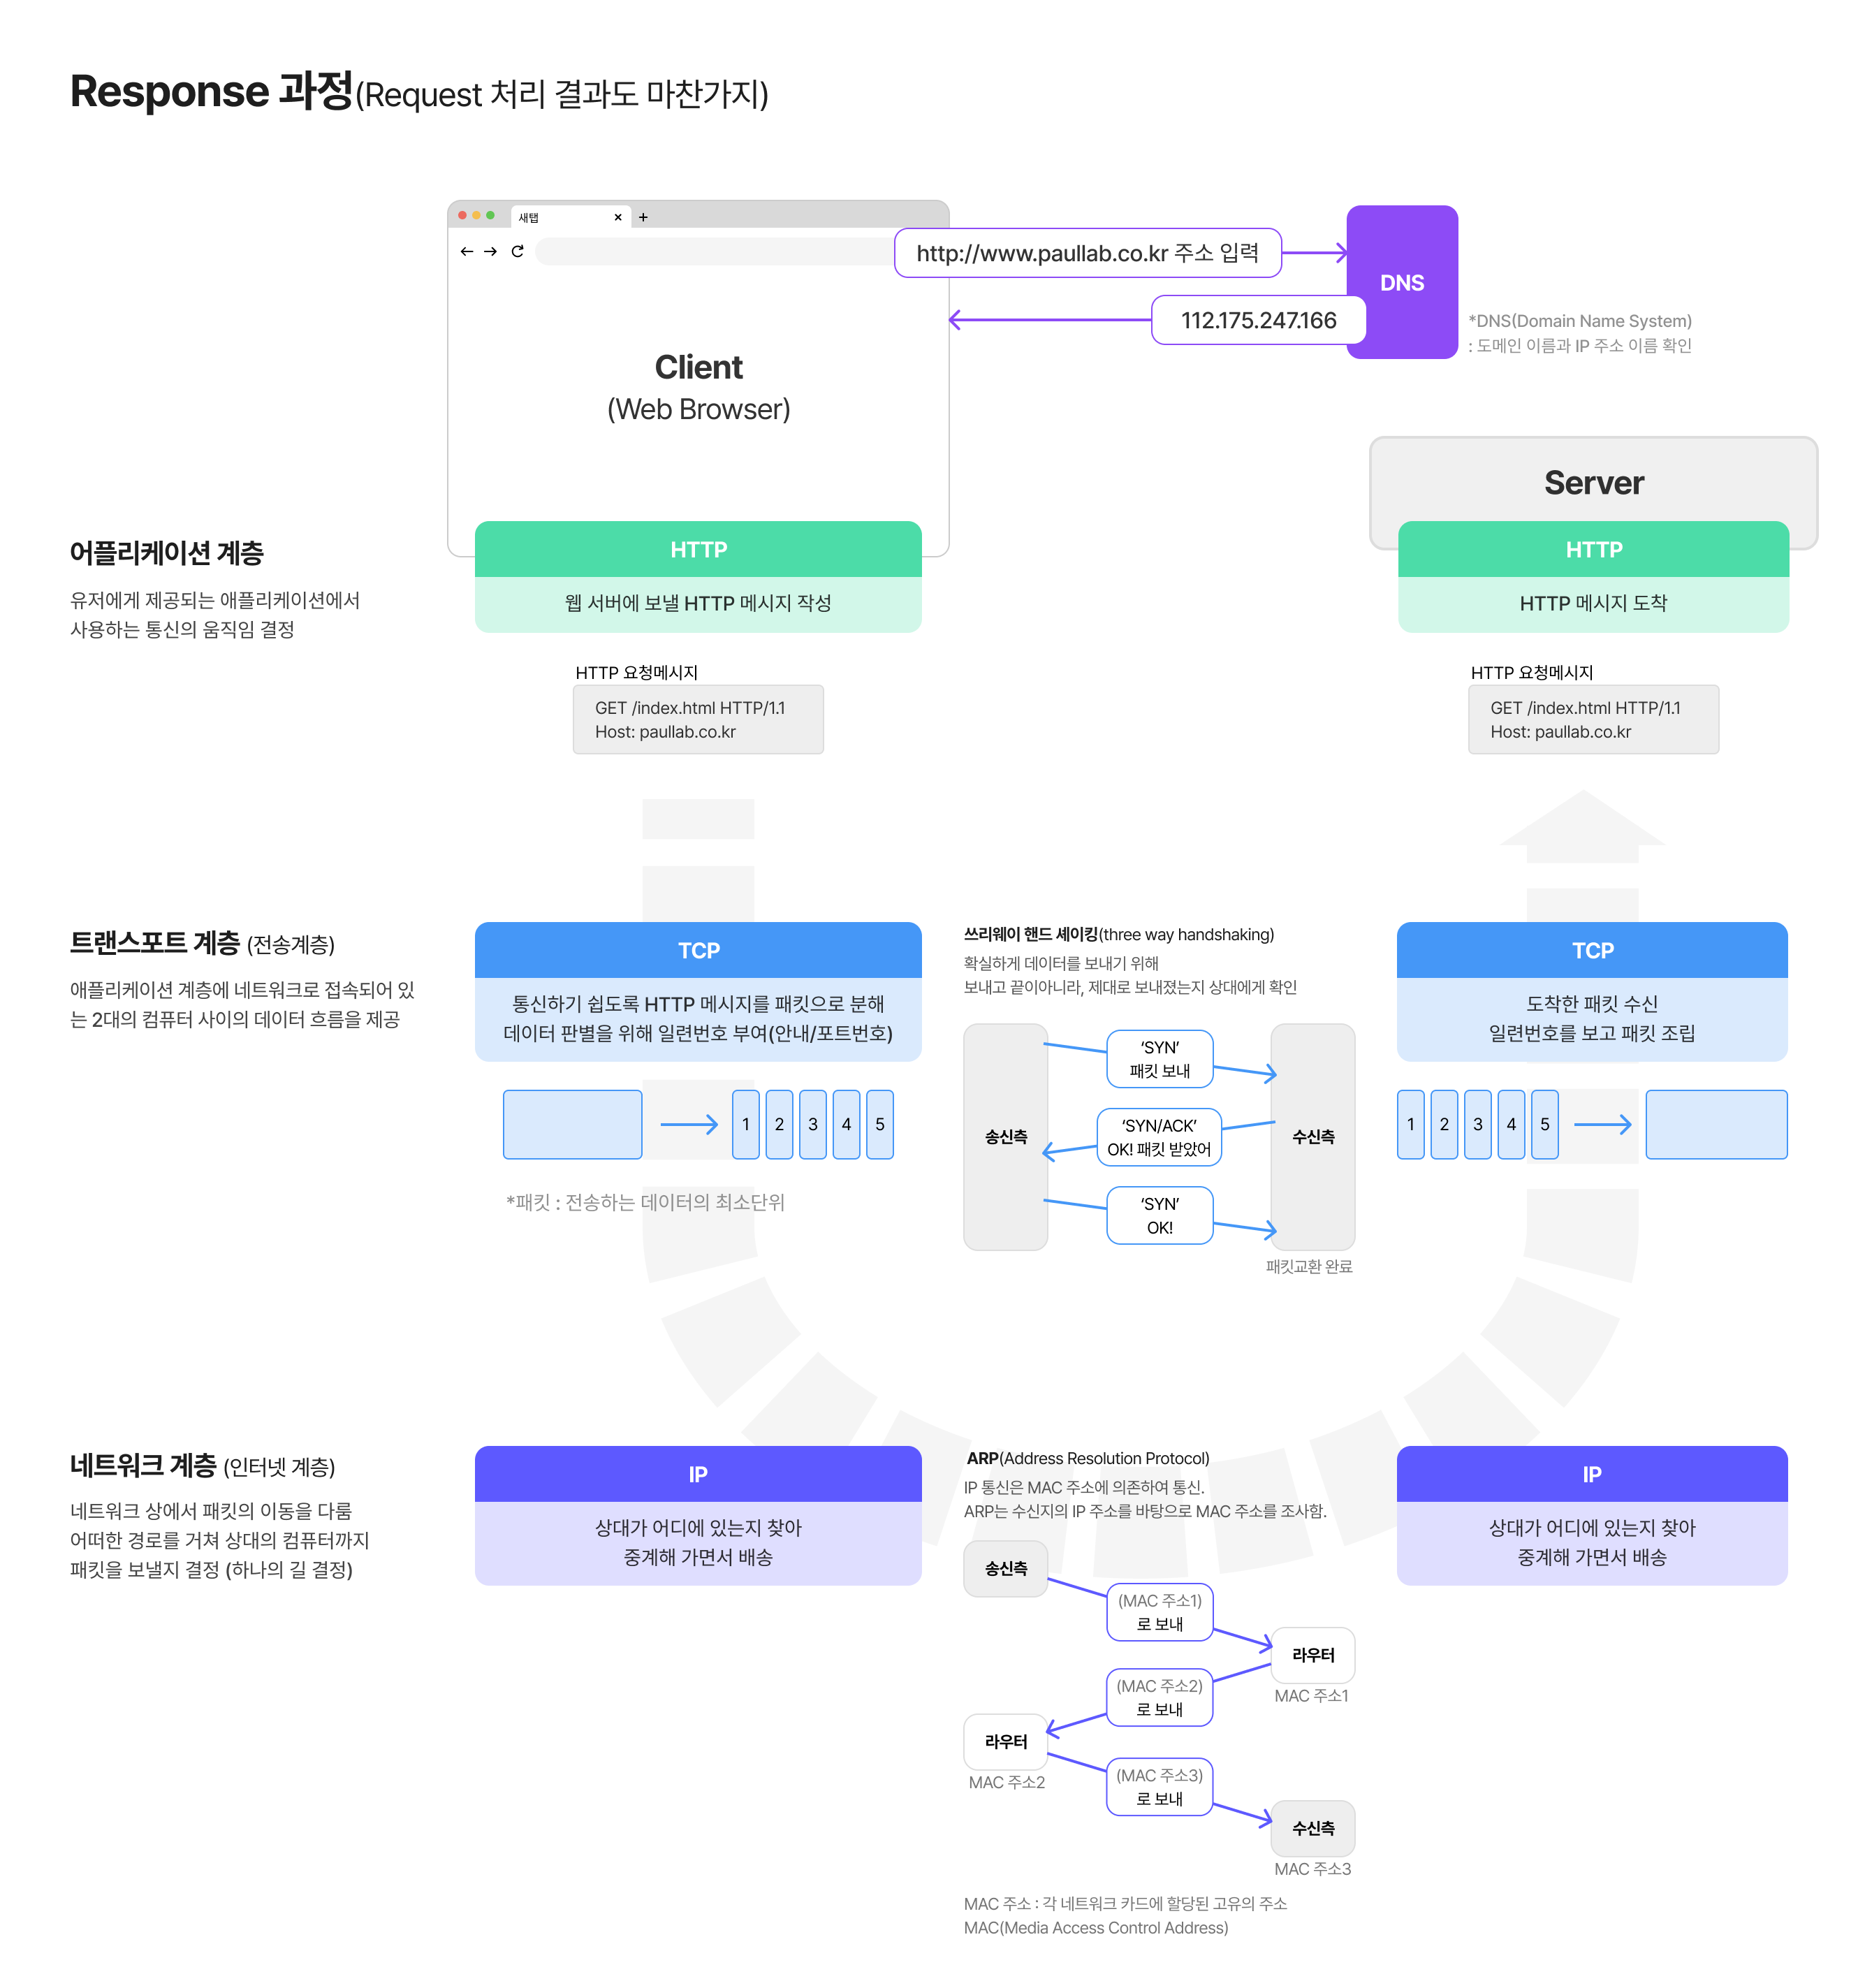 Response 과정(Request 처리 결과도 마찬가지)
새탭
http://www.paullab.co.kr 주소 입력
DNS
112.175.247.166
*DNS(Domain Name System)
: 도메인 이름과 IP 주소 이름 확인
Client
(Web Browser)
Server
어플리케이션 계층
유저에게 제공되는 애플리케이션에서
사용하는 통신의 움직임 결정
HTTP
웹 서버에 보낼 HTTP 메시지 작성
HTTP
HTTP 메시지 도착
HTTP 요청메시지
GET /index.html HTTP/1.1
Host: paullab.co.kr
HTTP 요청메시지
GET /index.html HTTP/1.1
Host: paullab.co.kr
트랜스포트 계층 (전송계층)
애플리케이션 계층에 네트워크로 접속되어 있
는 2대의 컴퓨터 사이의 데이터 흐름을 제공
TCP
통신하기 쉽도록 HTTP 메시지를 패킷으로 분해
데이터 판별을 위해 일련번호 부여(안내/포트번호)
1 2 3 4 5
*패킷 : 전송하는 데이터의 최소단위
쓰리웨이 핸드 셰이킹(three way handshaking)
확실하게 데이터를 보내기 위해
보내고 끝이아니라, 제대로 보내졌는지 상대에게 확인
송신측
‘SYN’
패킷 보내
‘SYN/ACK’
OK! 패킷 받았어
‘SYN’
OK!
수신측
패킷교환 완료
TCP
도착한 패킷 수신
일련번호를 보고 패킷 조립
1 2 3 4 5
네트워크 계층 (인터넷 계층)
네트워크 상에서 패킷의 이동을 다룸
어떠한 경로를 거쳐 상대의 컴퓨터까지
패킷을 보낼지 결정 (하나의 길 결정)
IP
상대가 어디에 있는지 찾아
중계해 가면서 배송
ARP(Address Resolution Protocol)
IP 통신은 MAC 주소에 의존하여 통신.
ARP는 수신지의 IP 주소를 바탕으로 MAC 주소를 조사함.
송신측
(MAC 주소1)
로 보내
라우터
MAC 주소1
(MAC 주소2)
로 보내
라우터
MAC 주소2
(MAC 주소3)
로 보내
수신측
MAC 주소3
MAC 주소 : 각 네트워크 카드에 할당된 고유의 주소
MAC(Media Access Control Address)
IP
상대가 어디에 있는지 찾아
중계해 가면서 배송